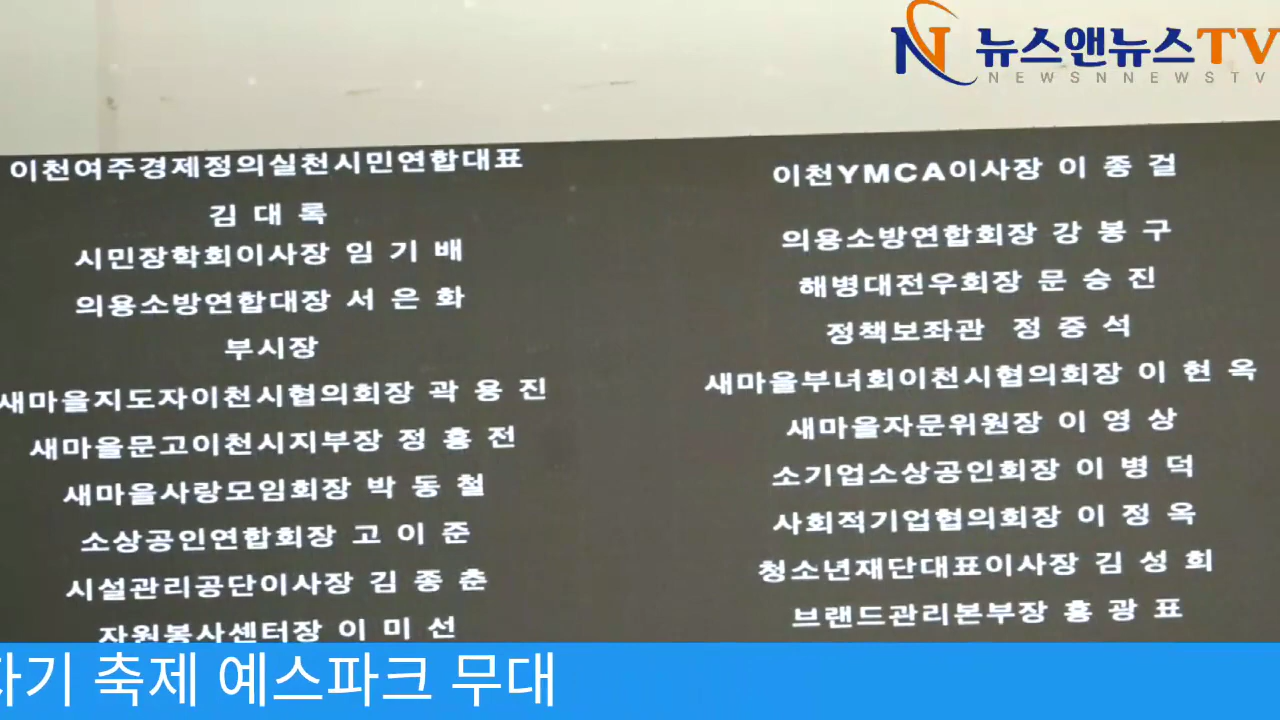 뉴스앤뉴스TV
NEWSNNEWSTV
이천여주경제정의실천시민연합대표
김 대 록
시민장학회이사장 임 기 배
의용소방연합대장 서 은 화
부시장
새마을지도자이천시협의회장 곽 용 진
새마을문고이천시지부장 정 흥 전
새마을사랑모임회장 박 동 철
소상공인연합회장 고 이 준
시설관리공단이사장 김 종 춘
자원봉사센터장 이 미 선
이천YMCA이사장 이 종 걸
의용소방연합회장 강 봉 구
해병대전우회장 문 승 진
정책보좌관 정 중 석
새마을부녀회이천시협의회장 이 현 옥
새마을자문위원장 이 영 상
소기업소상공인회장 이 병 덕
사회적기업협의회장 이 정 옥
청소년재단대표이사장 김 성 회
브랜드관리본부장 홍 광 표
자기 축제 예스파크 무대